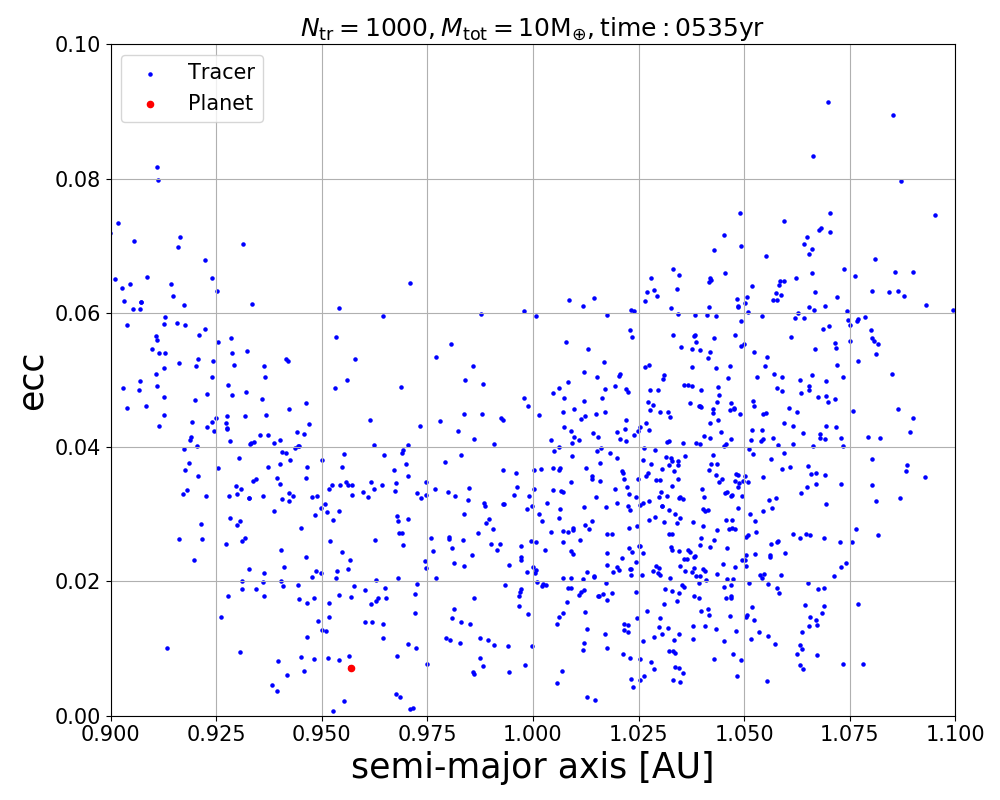 N_tr = 1000, M_tot = 10M_⊕, time : 0535yr
Tracer
Planet
0.10
0.08
0.06
0.04
0.02
0.00
ecc
0.900 0.925 0.950 0.975 1.000 1.025 1.050 1.075 1.100
semi-major axis [AU]